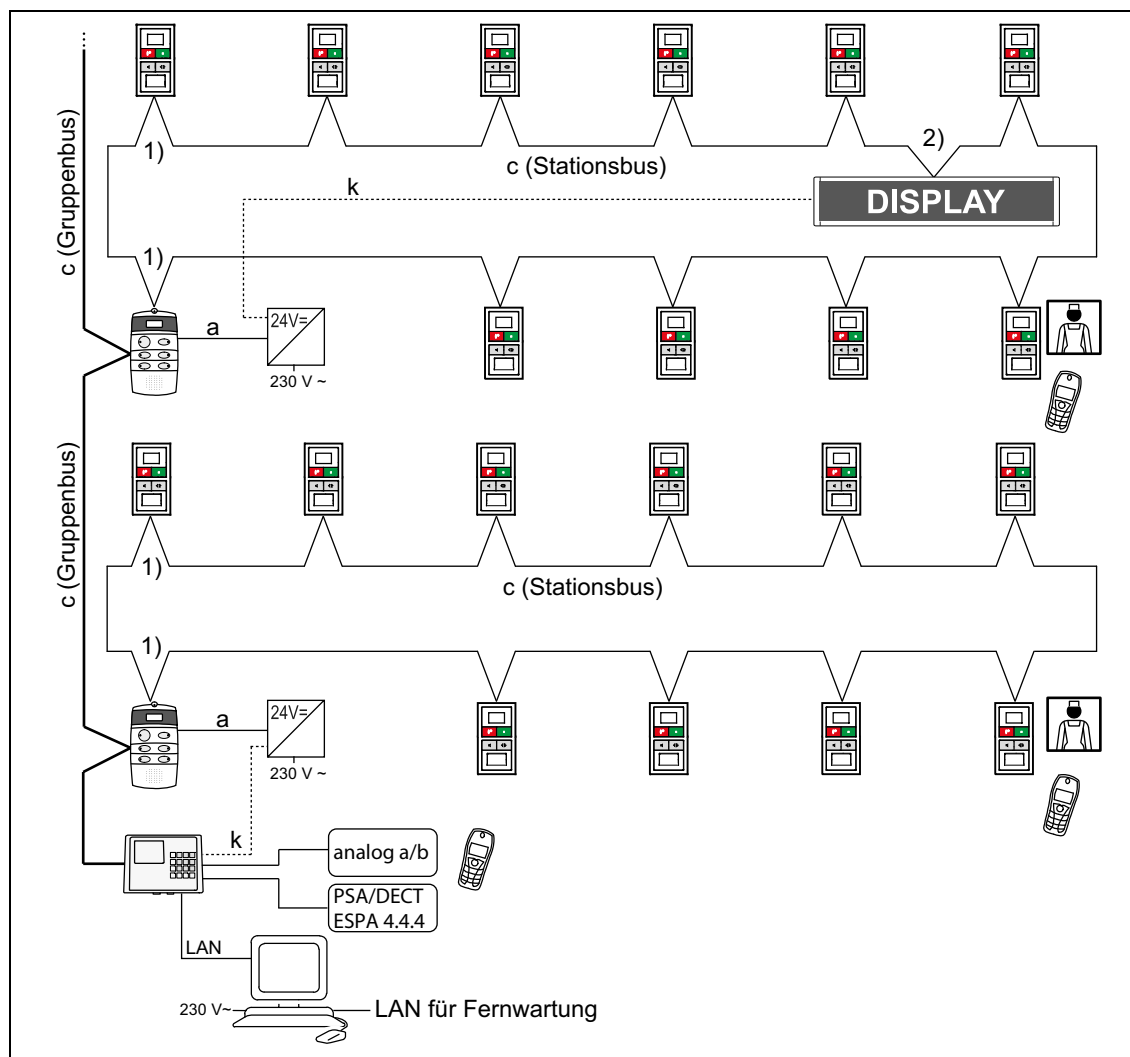 1)
2)
c (Stationsbus)
k
DISPLAY
c (Gruppenbus)
1)
a
24V=
230 V ~
c (Gruppenbus)
1)
c (Stationsbus)
1)
a
24V=
230 V ~
k
analog a/b
PSA/DECT
ESPA 4.4.4
LAN
230 V~
LAN für Fernwartung